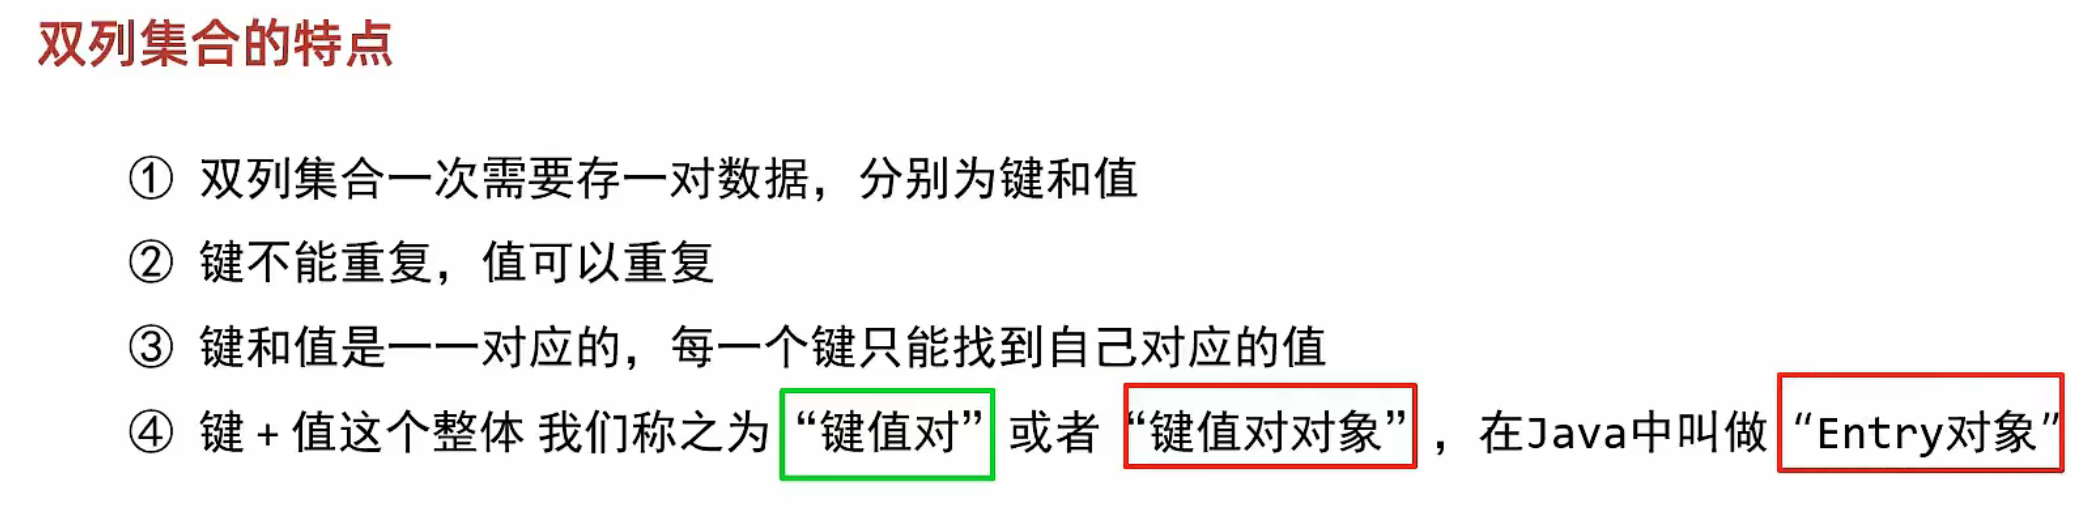 双列集合的特点
① 双列集合一次需要存一对数据，分别为键和值
② 键不能重复，值可以重复
③ 键和值是一一对应的，每一个键只能找到自己对应的值
④ 键 + 值这个整体 我们称之为 “键值对” 或者 “键值对对象” ，在Java中叫做 “Entry对象”